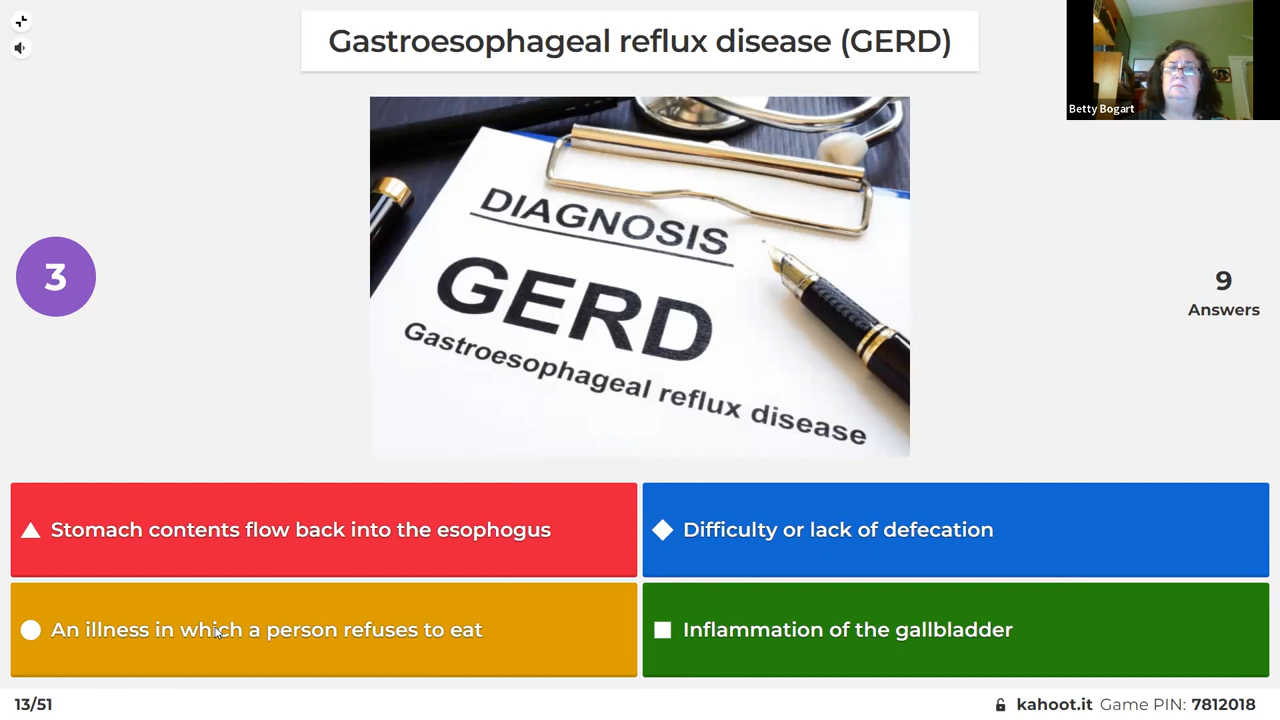 Gastroesophageal reflux disease (GERD)
Betty Bogart
DIAGNOSIS
GERD
Gastroesophageal reflux disease
3
9
Answers
Stomach contents flow back into the esophogus
Difficulty or lack of defecation
An illness in which a person refuses to eat
Inflammation of the gallbladder
13/51
kahoot.it Game PIN: 7812018